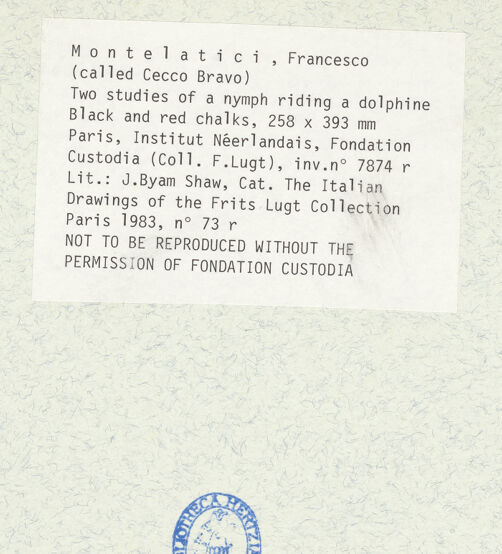 Montelatici, Francesco
(called Cecco Bravo)
Two studies of a nymph riding a dolphine
Black and red chalks, 258 x 393 mm
Paris, Institut Néerlandais, Fondation
Custodia (Coll. F.Lugt), inv.n° 7874 r
Lit.: J.Byam Shaw, Cat. The Italian
Drawings of the Frits Lugt Collection
Paris 1983, n° 73 r
NOT TO BE REPRODUCED WITHOUT THE
PERMISSION OF FONDATION CUSTODIA